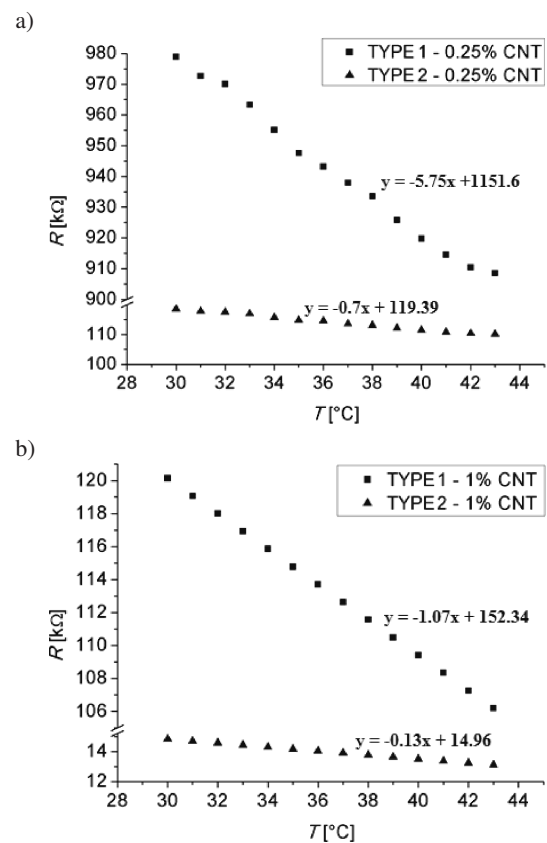 a)
TYPE 1 - 0.25% CNT
TYPE 2 - 0.25% CNT
980
970
960
950
940
930
920
910
900
110
100
R [kΩ]
y = -5.75x +1151.6
y = -0.7x + 119.39
28 30 32 34 36 38 40 42 44
T [°C]
b)
TYPE 1 - 1% CNT
TYPE 2 - 1% CNT
120
118
116
114
112
110
108
106
14
12
R [kΩ]
y = -1.07x + 152.34
y = -0.13x + 14.96
28 30 32 34 36 38 40 42 44
T [°C]